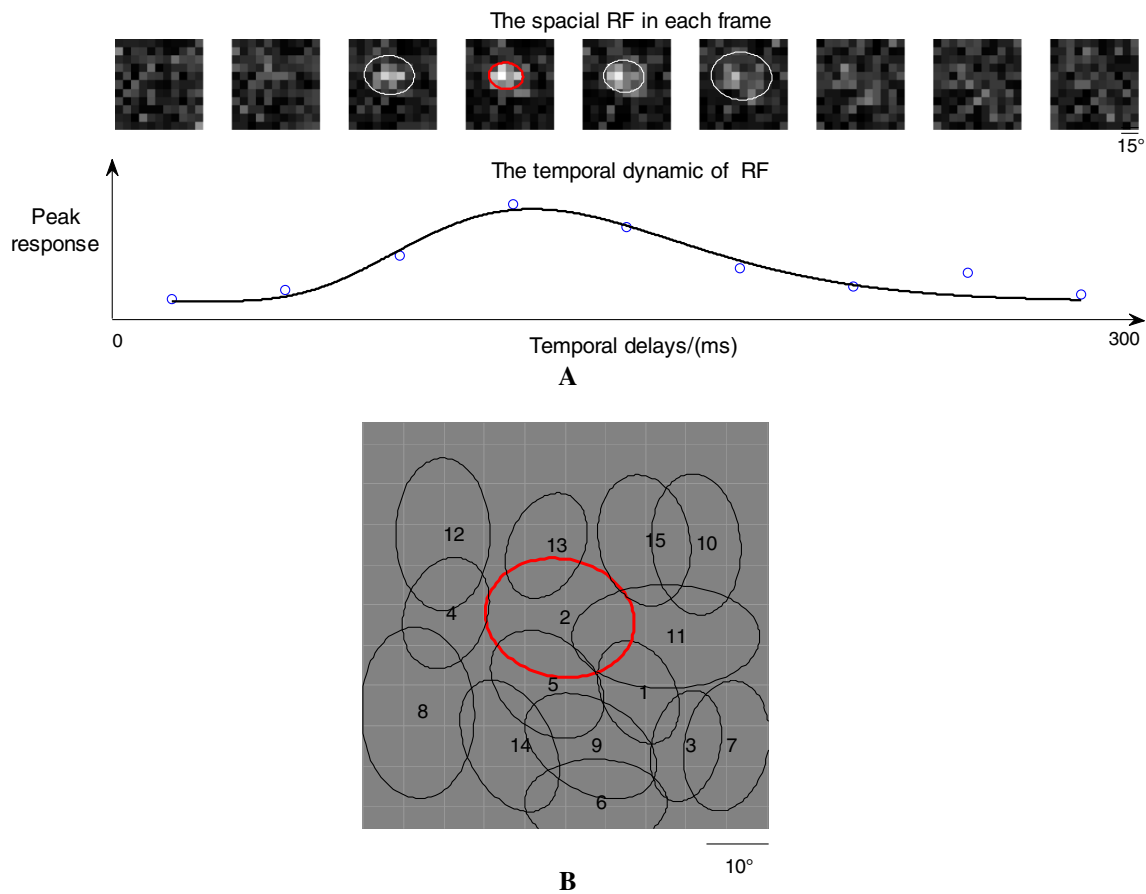 The spacial RF in each frame
15°
The temporal dynamic of RF
Peak
response
0
300
Temporal delays/(ms)
A
12
13
15
10
4
2
11
5
1
8
14
9
3
7
6
10°
B